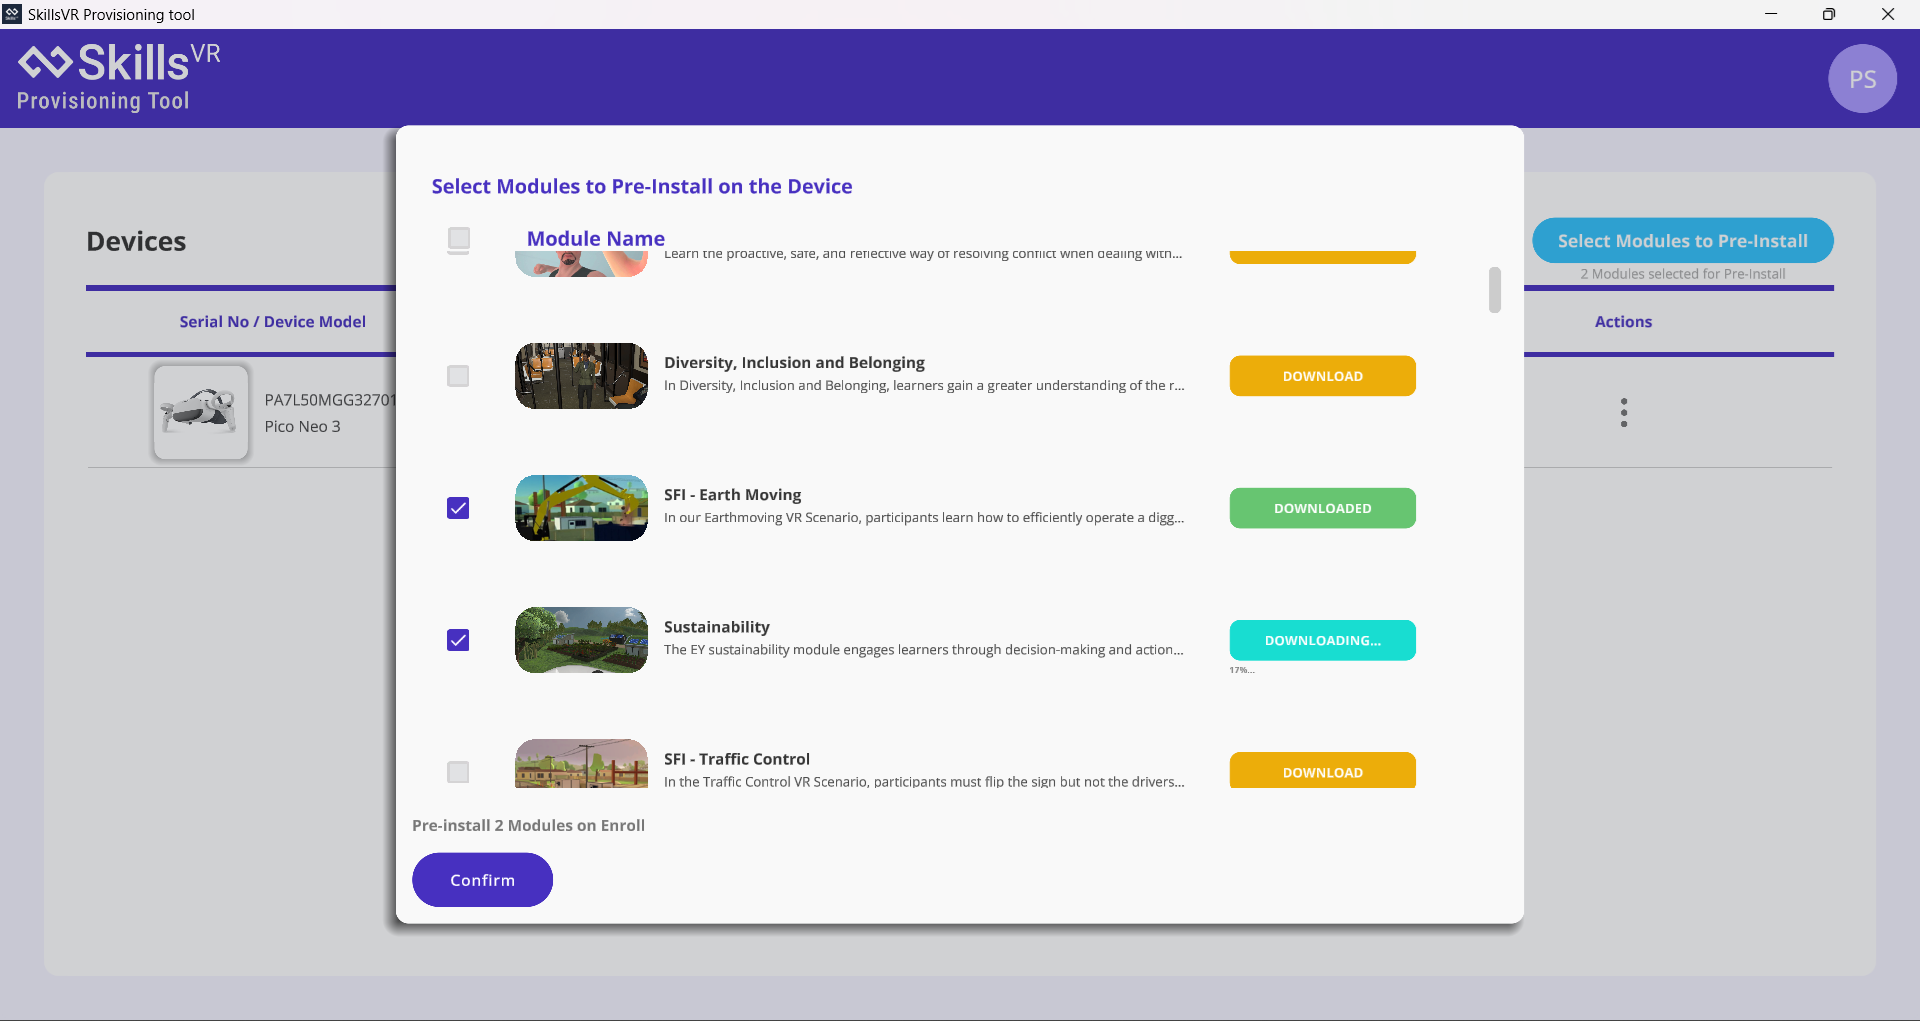 SkillsVR Provisioning tool
Skills VR
Provisioning Tool
PS
Select Modules to Pre-Install on the Device
Devices
Module Name
Learn the proactive, safe, and reflective way of resolving conflict when dealing with...
Select Modules to Pre-Install
2 Modules selected for Pre-Install
Serial No / Device Model
Actions
Diversity, Inclusion and Belonging
In Diversity, Inclusion and Belonging, learners gain a greater understanding of the r...
DOWNLOAD
PA7L50MGG32701
Pico Neo 3
SFI - Earth Moving
In our Earthmoving VR Scenario, participants learn how to efficiently operate a digg...
DOWNLOADED
Sustainability
The EY sustainability module engages learners through decision-making and action...
DOWNLOADING...
17%...
SFI - Traffic Control
In the Traffic Control VR Scenario, participants must flip the sign but not the drivers...
DOWNLOAD
Pre-install 2 Modules on Enroll
Confirm